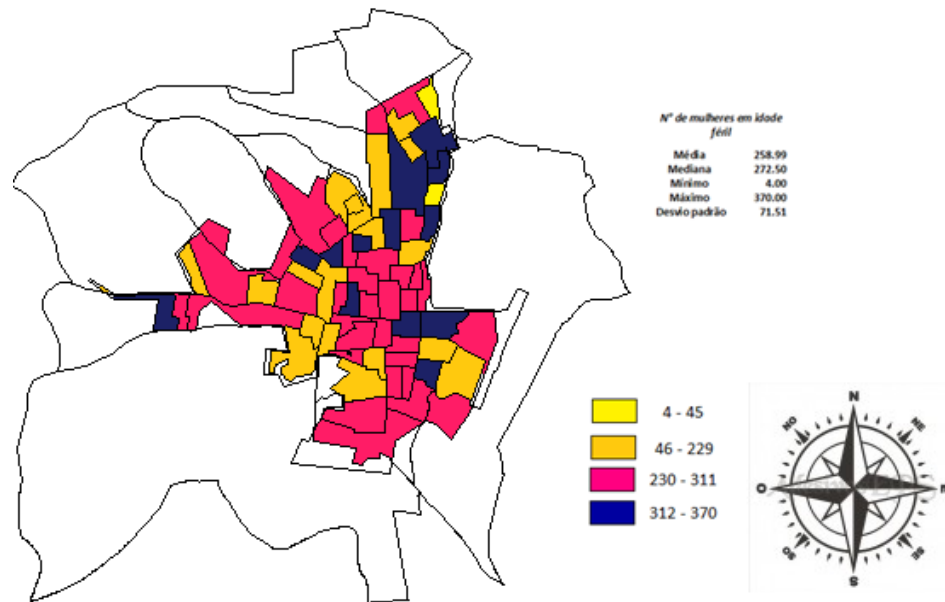 Nº de mulheres em idade
féril
Média 258.99
Mediana 272.50
Mínimo 4.00
Máximo 370.00
Desvio padrão 71.51
4 - 45
46 - 229
230 - 311
312 - 370
N
NO
NE
O
SO
SE
S